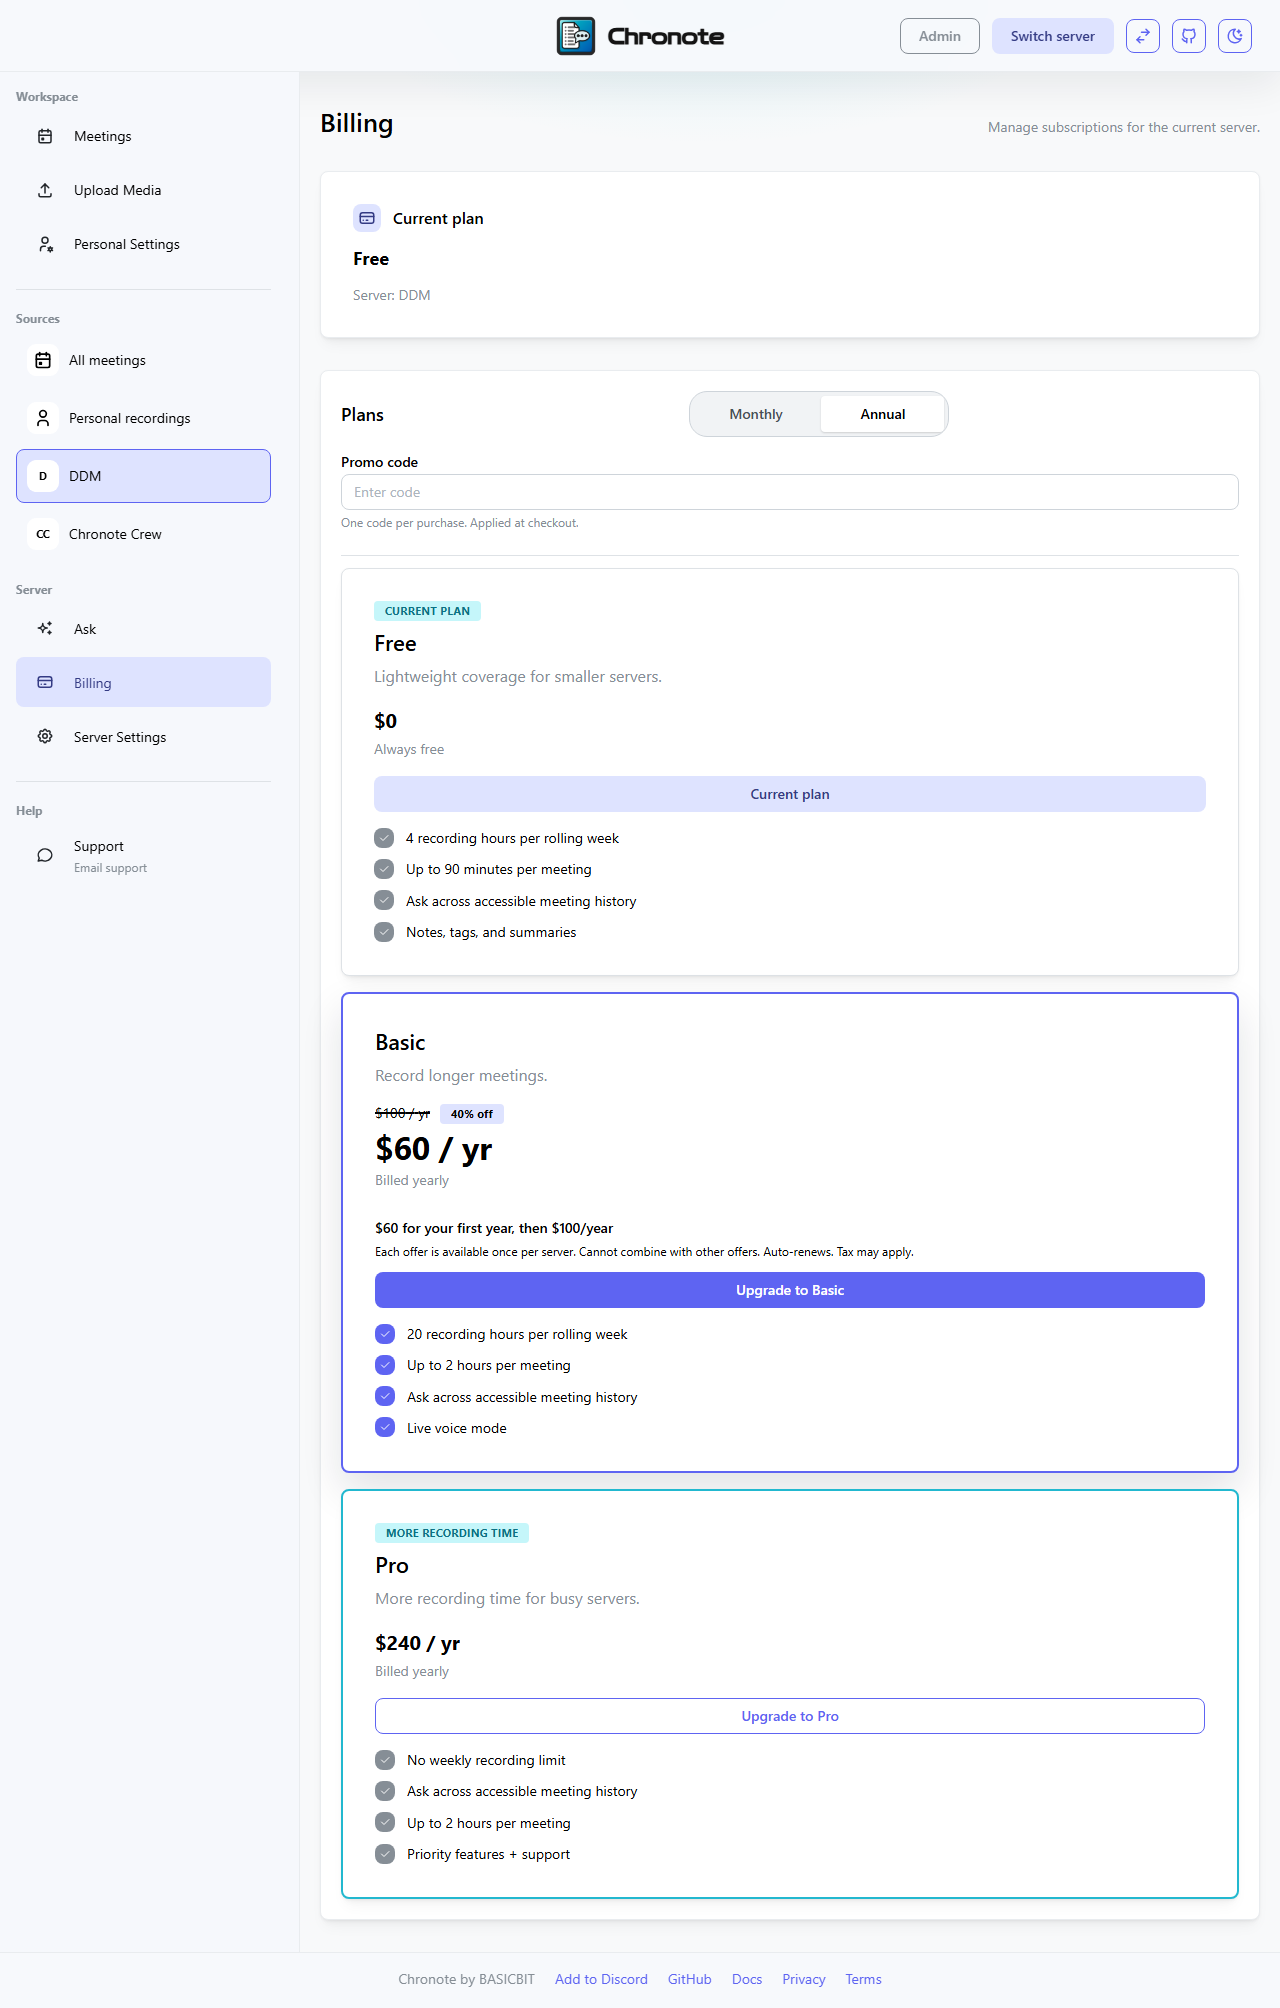 Chronote
Admin
Switch server
Workspace
Meetings
Upload Media
Personal Settings
Sources
All meetings
Personal recordings
D
DDM
CC
Chronote Crew
Server
Ask
Billing
Server Settings
Help
Support
Email support
Billing
Manage subscriptions for the current server.
Current plan
Free
Server: DDM
Plans
Monthly
Annual
Promo code
Enter code
One code per purchase. Applied at checkout.
CURRENT PLAN
Free
Lightweight coverage for smaller servers.
$0
Always free
Current plan
4 recording hours per rolling week
Up to 90 minutes per meeting
Ask across accessible meeting history
Notes, tags, and summaries
Basic
Record longer meetings.
$100 / yr
40% off
$60 / yr
Billed yearly
$60 for your first year, then $100/year
Each offer is available once per server. Cannot combine with other offers. Auto-renews. Tax may apply.
Upgrade to Basic
20 recording hours per rolling week
Up to 2 hours per meeting
Ask across accessible meeting history
Live voice mode
MORE RECORDING TIME
Pro
More recording time for busy servers.
$240 / yr
Billed yearly
Upgrade to Pro
No weekly recording limit
Ask across accessible meeting history
Up to 2 hours per meeting
Priority features + support
Chronote by BASICBIT
Add to Discord
GitHub
Docs
Privacy
Terms